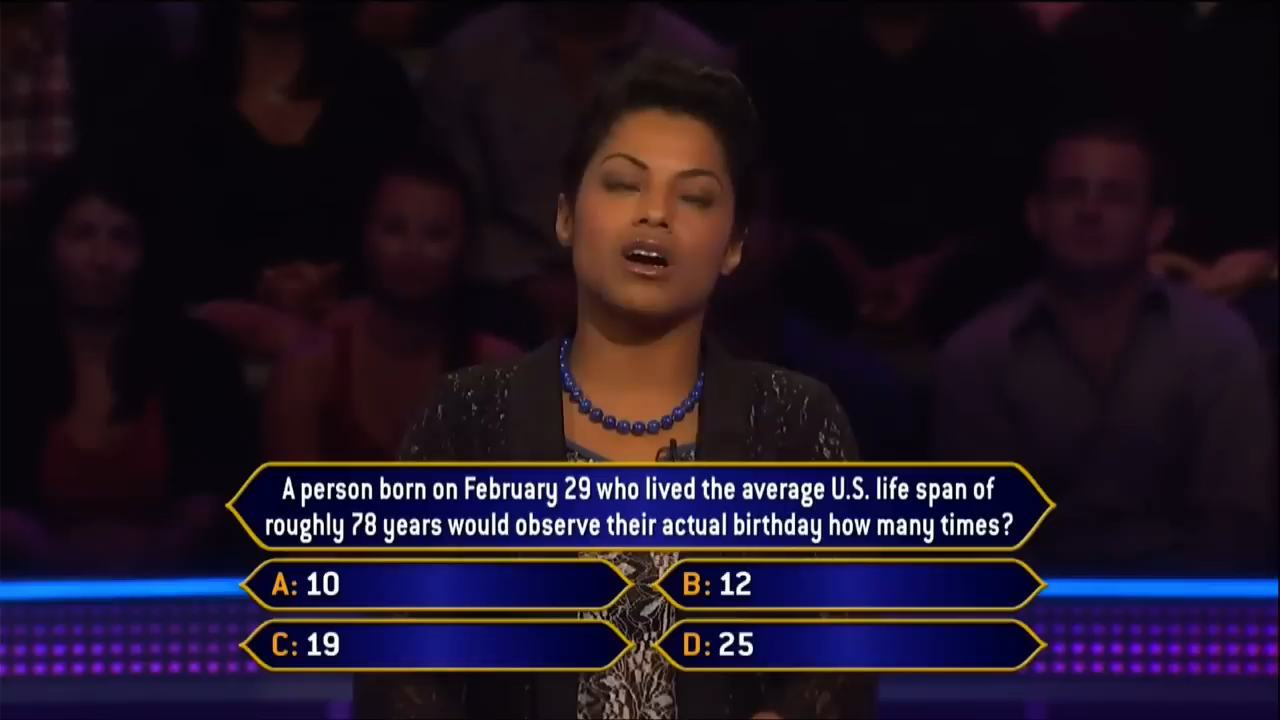 A person born on February 29 who lived the average U.S. life span of
roughly 78 years would observe their actual birthday how many times?
A: 10
B: 12
C: 19
D: 25